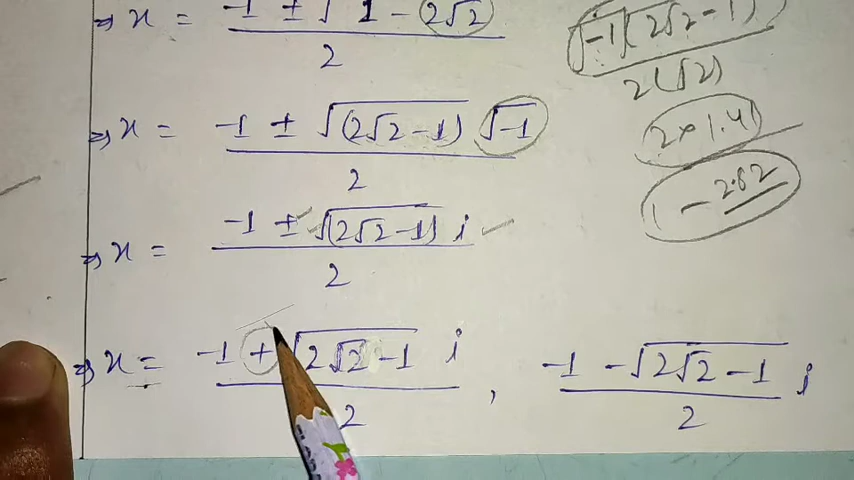 ⇒ x = (-1 ± √1 - 2√2) / 2
⇒ x = (-1 ± √(2√2 - 1) √-1) / 2
⇒ x = (-1 ± √(2√2 - 1) i) / 2
⇒ x = (-1 + √2√2 - 1 i) / 2 , (-1 - √2√2 - 1) / 2 i
√-1 (2√2 - 1)
2(√2)
2 × 1.41
1 - 2.82